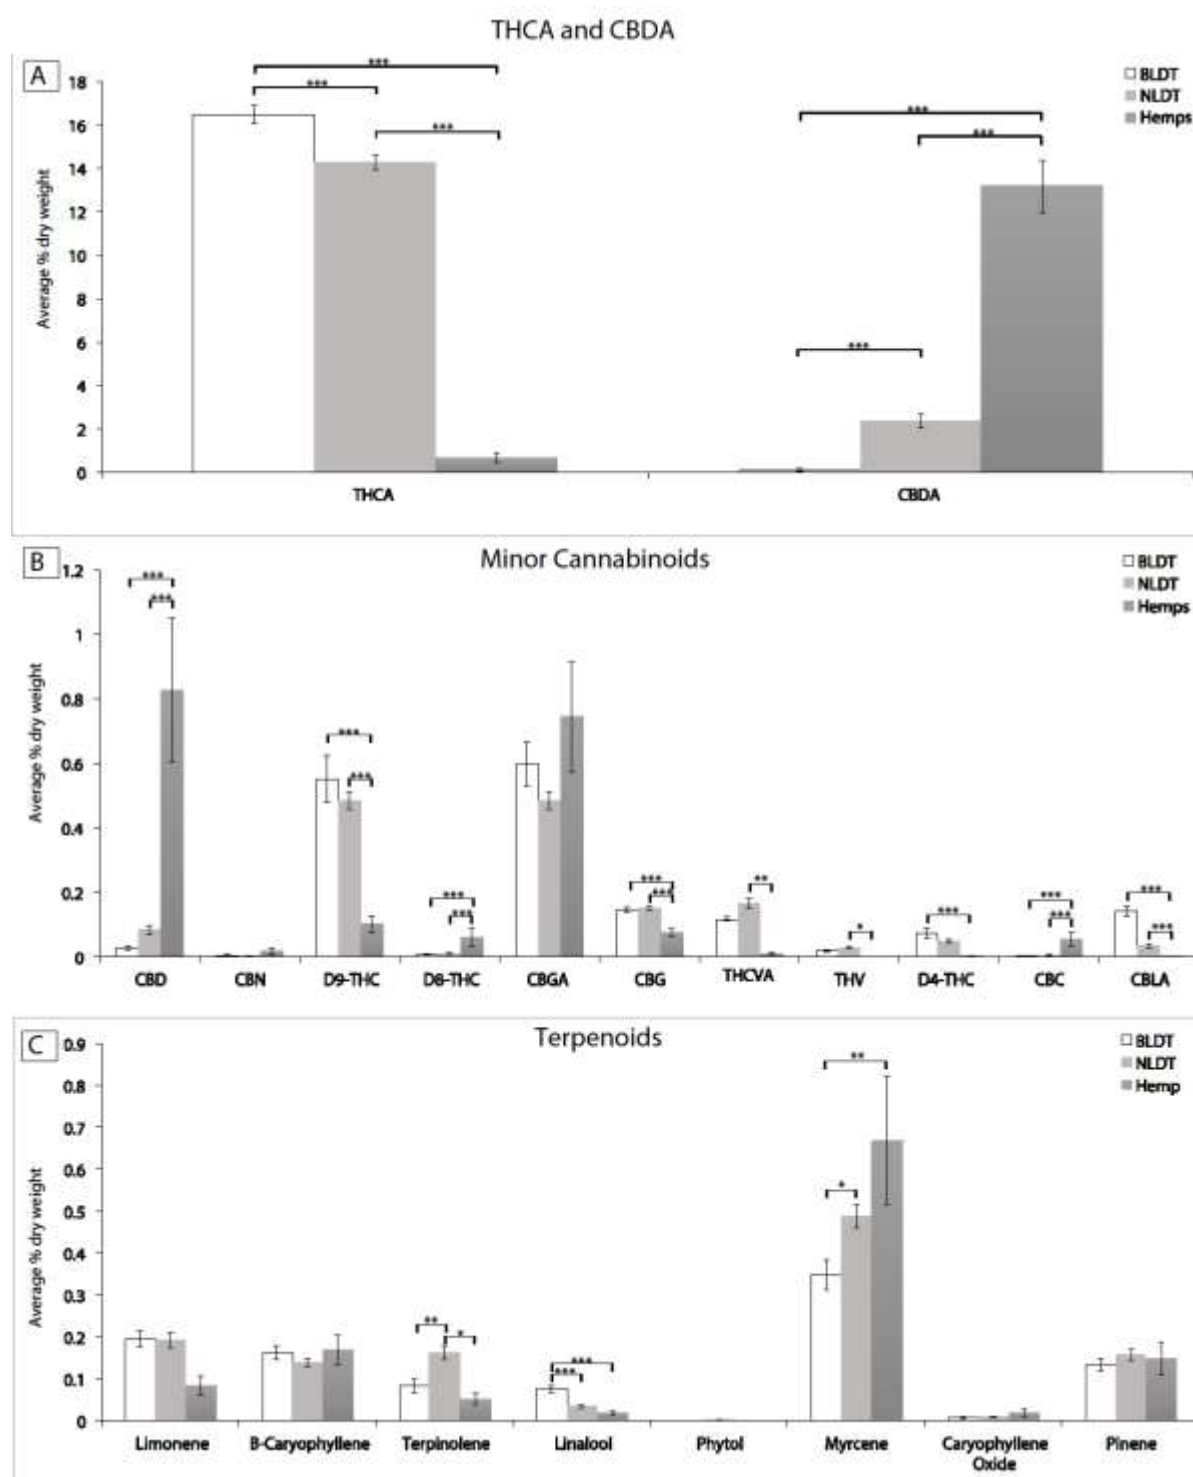 THCA and CBDA
A
BLDT
NLDT
Hemps
Average % dry weight
18
16
14
12
10
8
6
4
2
0
***
***
***
***
***
***
THCA CBDA
B
Minor Cannabinoids
BLDT
NLDT
Hemps
Average % dry weight
1.2
1
0.8
0.6
0.4
0.2
0
***
***
***
***
***
***
***
***
**
*
***
***
***
***
***
CBD CBN D9-THC D8-THC CBGA CBG THCVA THV D4-THC CBC CBLA
C
Terpenoids
BLDT
NLDT
Hemp
Average % dry weight
0.9
0.8
0.7
0.6
0.5
0.4
0.3
0.2
0.1
0
**
*
***
***
*
**
Limonene B-Caryophyllene Terpinolene Linalool Phytol Myrcene Caryophyllene Pinene
Oxide